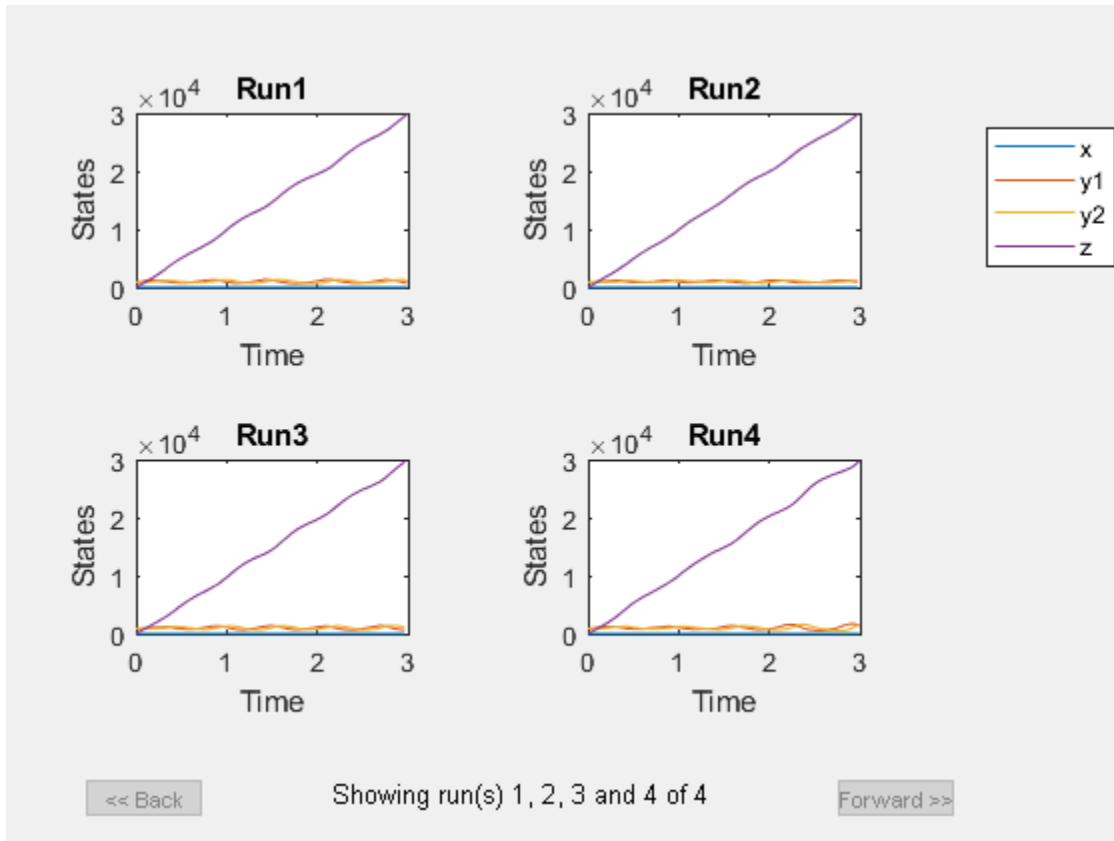 × 10^4 Run1
3
2
1
0
States
0 1 2 3
Time
× 10^4 Run2
3
2
1
0
States
0 1 2 3
Time
x
y1
y2
z
× 10^4 Run3
3
2
1
0
States
0 1 2 3
Time
× 10^4 Run4
3
2
1
0
States
0 1 2 3
Time
<< Back
Showing run(s) 1, 2, 3 and 4 of 4
Forward >>